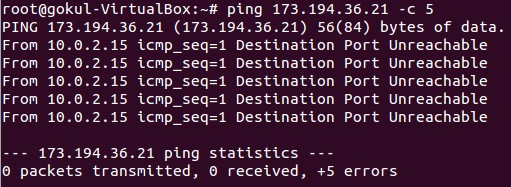 root@gokul-VirtualBox:~# ping 173.194.36.21 -c 5
PING 173.194.36.21 (173.194.36.21) 56(84) bytes of data.
From 10.0.2.15 icmp_seq=1 Destination Port Unreachable
From 10.0.2.15 icmp_seq=1 Destination Port Unreachable
From 10.0.2.15 icmp_seq=1 Destination Port Unreachable
From 10.0.2.15 icmp_seq=1 Destination Port Unreachable
From 10.0.2.15 icmp_seq=1 Destination Port Unreachable
--- 173.194.36.21 ping statistics ---
0 packets transmitted, 0 received, +5 errors